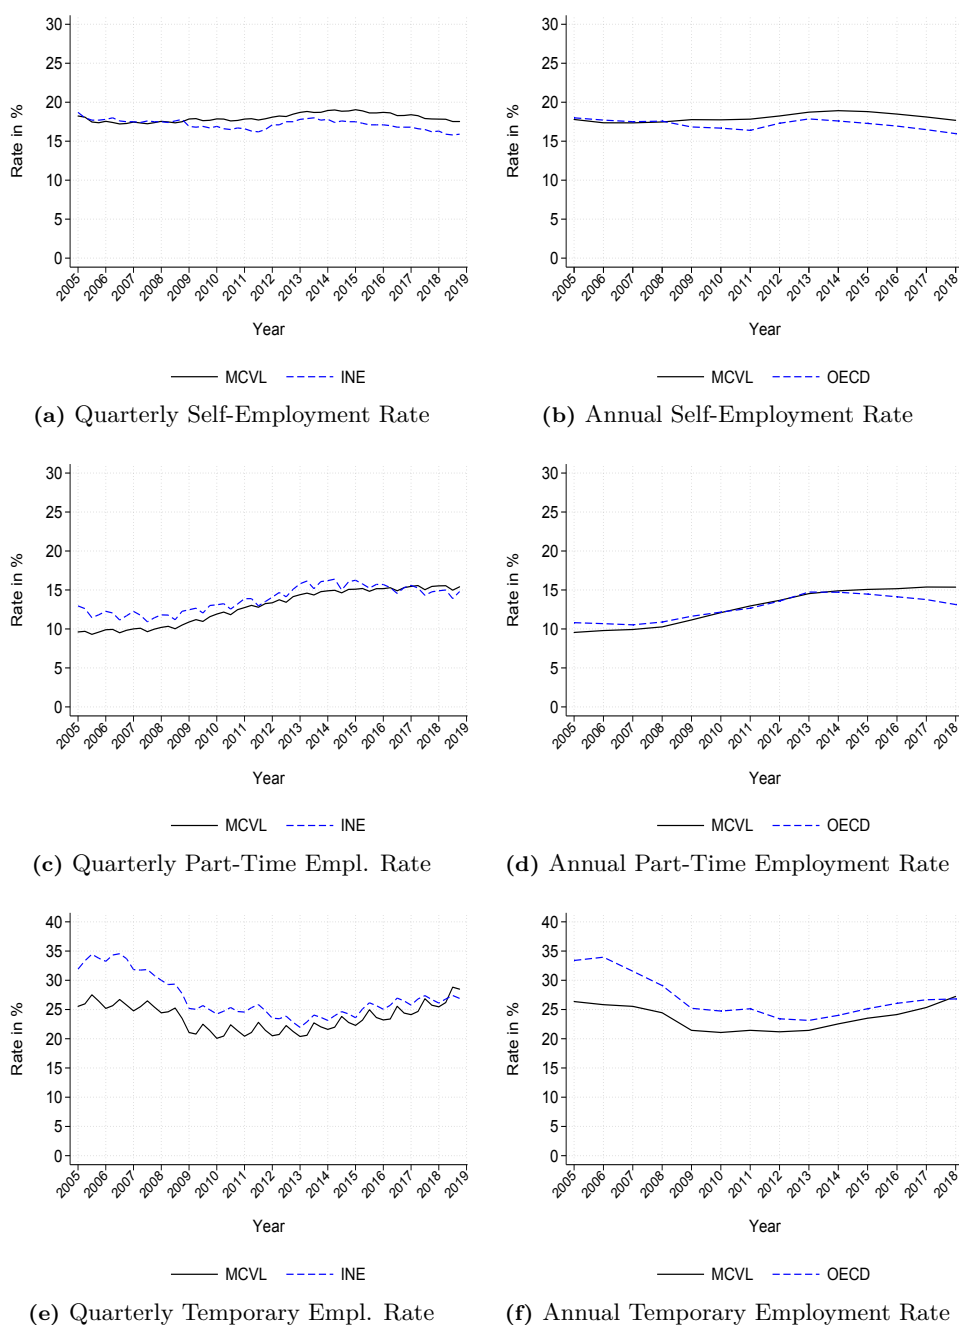 30
25
20
15
10
5
0
Rate in %
2005 2006 2007 2008 2009 2010 2011 2012 2013 2014 2015 2016 2017 2018 2019
Year
MCVL INE
(a) Quarterly Self-Employment Rate
30
25
20
15
10
5
0
Rate in %
2005 2006 2007 2008 2009 2010 2011 2012 2013 2014 2015 2016 2017 2018
Year
MCVL OECD
(b) Annual Self-Employment Rate
30
25
20
15
10
5
0
Rate in %
2005 2006 2007 2008 2009 2010 2011 2012 2013 2014 2015 2016 2017 2018 2019
Year
MCVL INE
(c) Quarterly Part-Time Empl. Rate
30
25
20
15
10
5
0
Rate in %
2005 2006 2007 2008 2009 2010 2011 2012 2013 2014 2015 2016 2017 2018
Year
MCVL OECD
(d) Annual Part-Time Employment Rate
40
35
30
25
20
15
10
5
0
Rate in %
2005 2006 2007 2008 2009 2010 2011 2012 2013 2014 2015 2016 2017 2018 2019
Year
MCVL INE
(e) Quarterly Temporary Empl. Rate
40
35
30
25
20
15
10
5
0
Rate in %
2005 2006 2007 2008 2009 2010 2011 2012 2013 2014 2015 2016 2017 2018
Year
MCVL OECD
(f) Annual Temporary Employment Rate